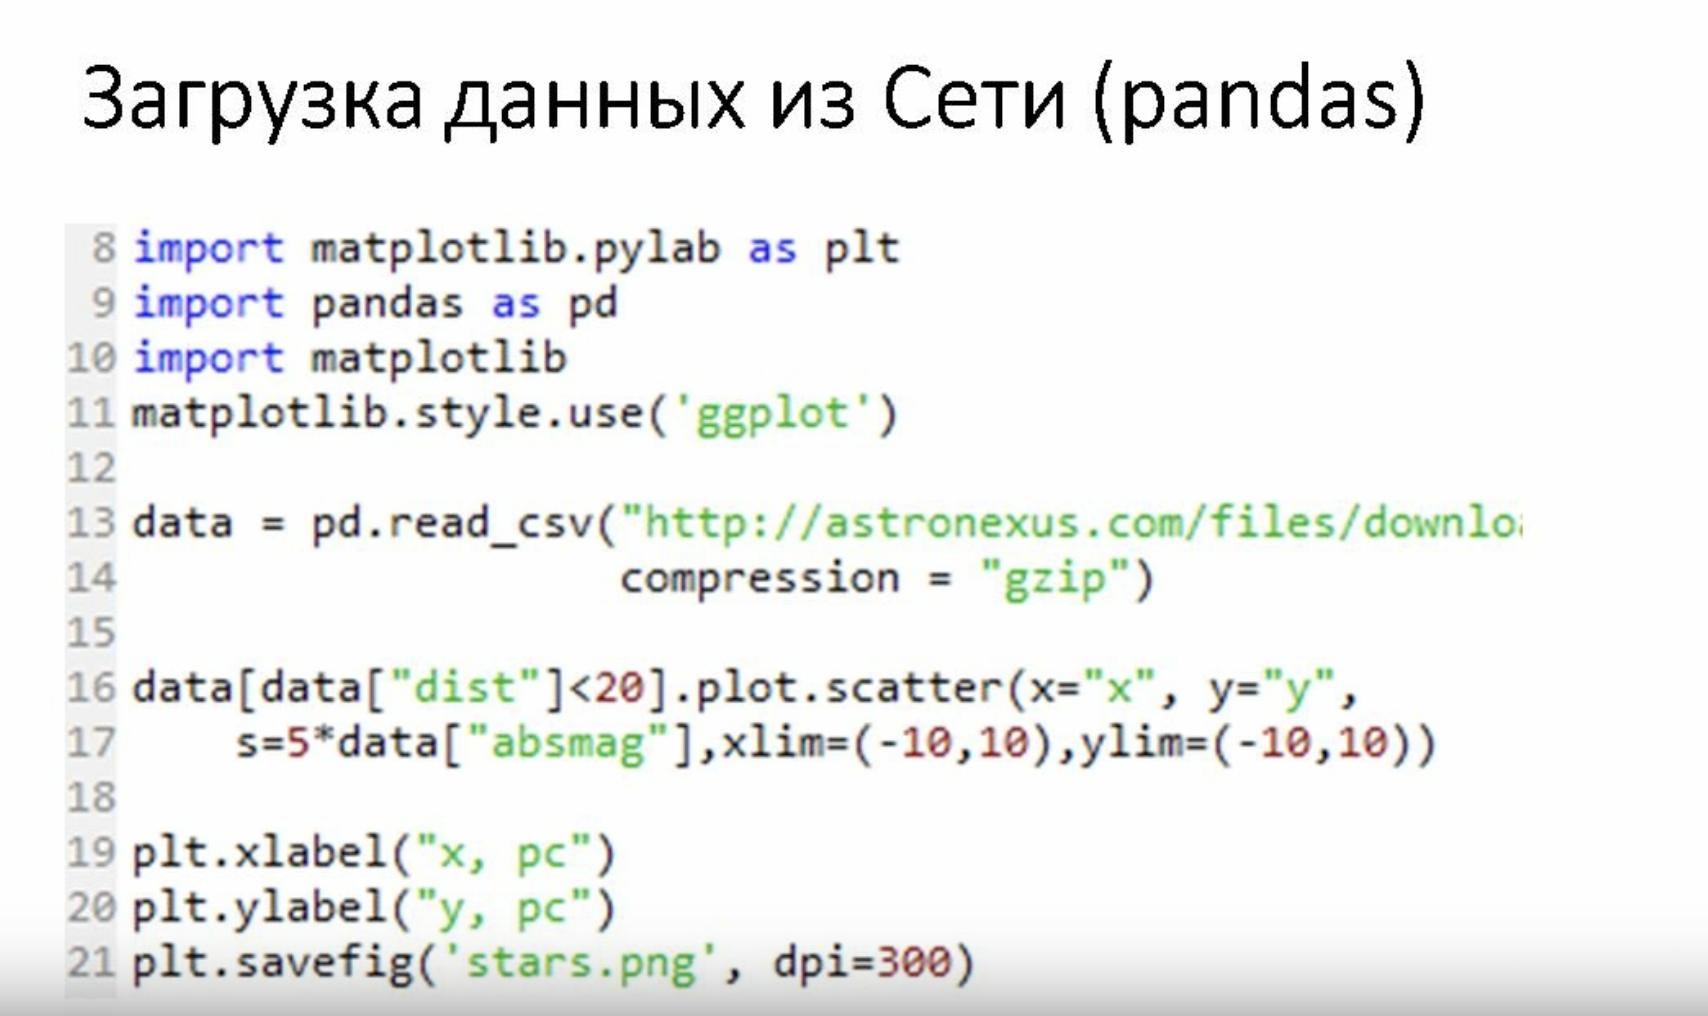 Загрузка данных из Сети (pandas)
8 import matplotlib.pylab as plt
9 import pandas as pd
10 import matplotlib
11 matplotlib.style.use('ggplot')
12
13 data = pd.read_csv("http://astronexus.com/files/downlo
14 compression = "gzip")
15
16 data[data["dist"]<20].plot.scatter(x="x", y="y",
17 s=5*data["absmag"],xlim=(-10,10),ylim=(-10,10))
18
19 plt.xlabel("x, pc")
20 plt.ylabel("y, pc")
21 plt.savefig('stars.png', dpi=300)